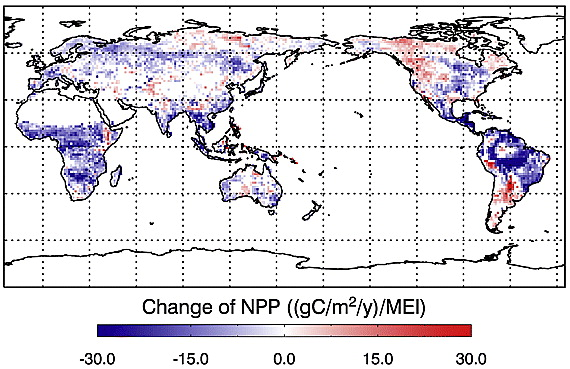 Change of NPP ((gC/m²/y)/MEI)
-30.0 -15.0 0.0 15.0 30.0